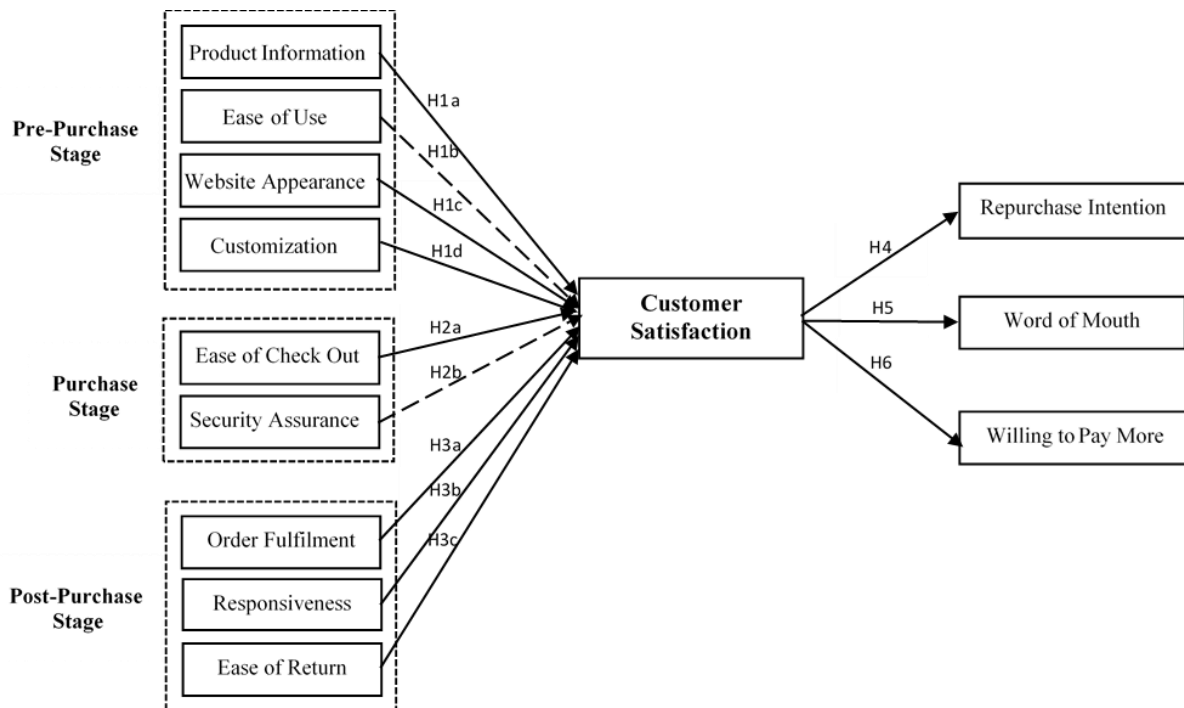 Pre-Purchase
Stage
Product Information
Ease of Use
Website Appearance
Customization
H1a
H1b
H1c
H1d
Purchase
Stage
Ease of Check Out
Security Assurance
H2a
H2b
Post-Purchase
Stage
Order Fulfilment
Responsiveness
Ease of Return
H3a
H3b
H3c
Customer
Satisfaction
H4
H5
H6
Repurchase Intention
Word of Mouth
Willing to Pay More